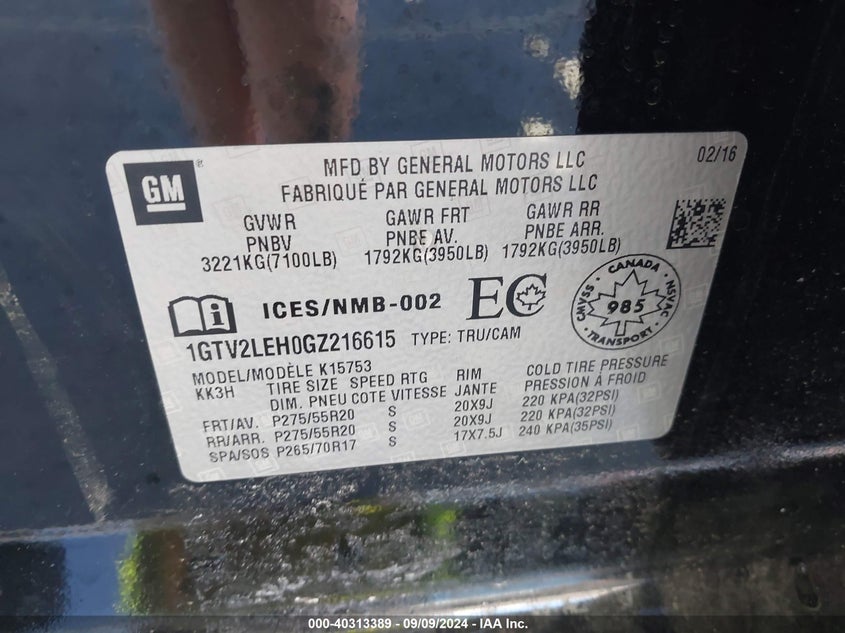 GM
MFD BY GENERAL MOTORS LLC
02/16
FABRIQUÉ PAR GENERAL MOTORS LLC
GVWR GAWR FRT GAWR RR
PNBV PNBE AV. PNBE ARR.
3221KG(7100LB) 1792KG(3950LB) 1792KG(3950LB)
ICES/NMB-002 EC
CANADA
CMVSS 985 NSVAC
TRANSPORT
1GTV2LEH0GZ216615 TYPE: TRU/CAM
MODEL/MODÈLE K15753
KK3H TIRE SIZE SPEED RTG RIM COLD TIRE PRESSURE
DIM. PNEU COTE VITESSE JANTE PRESSION À FROID
FRT/AV. P275/55R20 S 20X9J 220 KPA(32PSI)
RR/ARR. P275/55R20 S 20X9J 220 KPA(32PSI)
SPA/SOS P265/70R17 S 17X7.5J 240 KPA(35PSI)
000-40313389 - 09/09/2024 - IAA Inc.